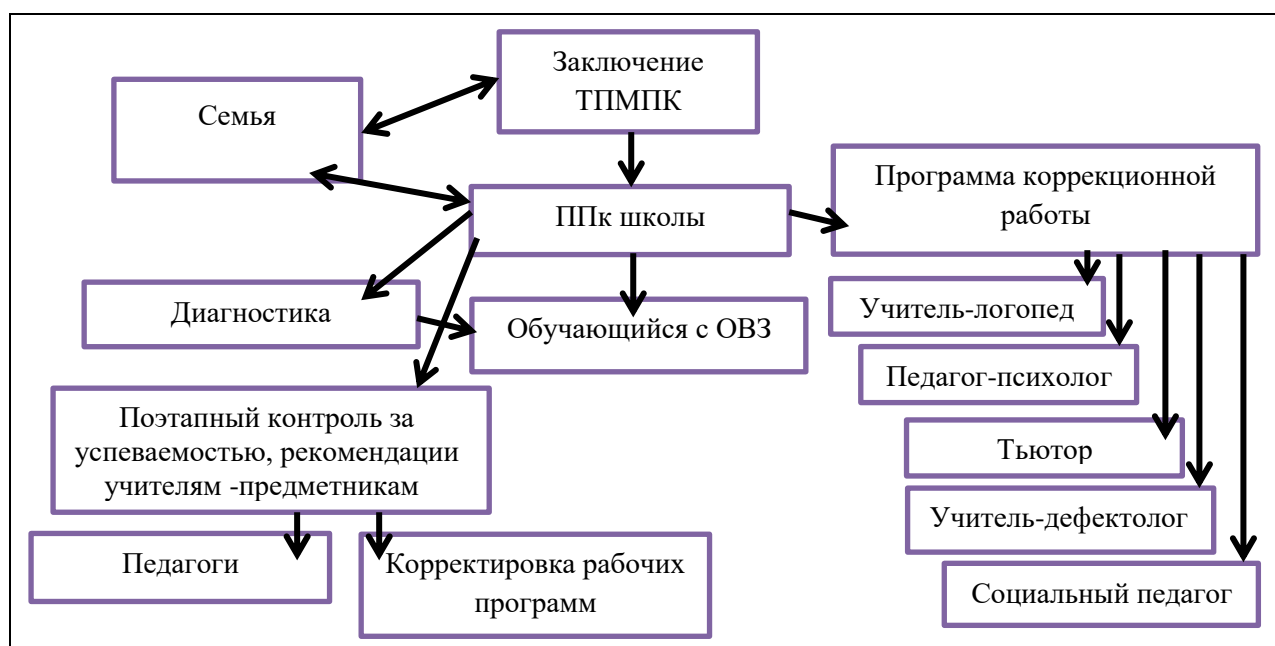 Заключение
ТПМПК
Семья
Программа коррекционной
работы
ППк школы
Диагностика
Обучающийся с ОВЗ
Учитель-логопед
Педагог-психолог
Поэтапный контроль за
успеваемостью, рекомендации
учителям -предметникам
Тьютор
Учитель-дефектолог
Педагоги
Корректировка рабочих
программ
Социальный педагог